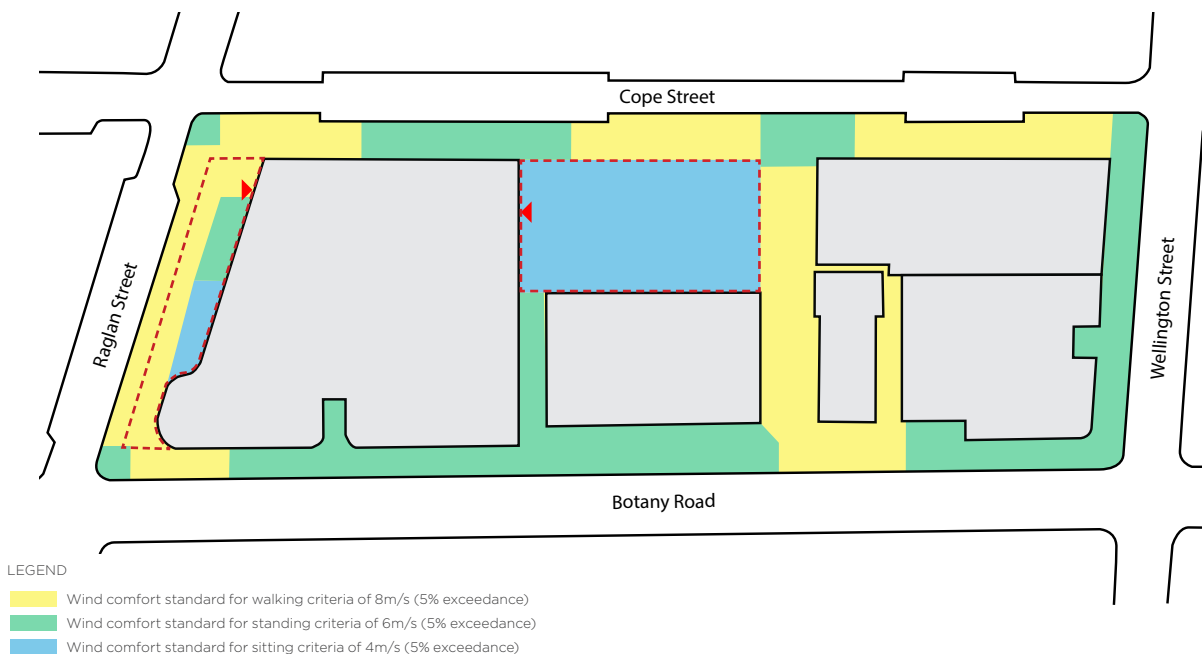 Cope Street
Raglan Street
Wellington Street
Botany Road
LEGEND
Wind comfort standard for walking criteria of 8m/s (5% exceedance)
Wind comfort standard for standing criteria of 6m/s (5% exceedance)
Wind comfort standard for sitting criteria of 4m/s (5% exceedance)